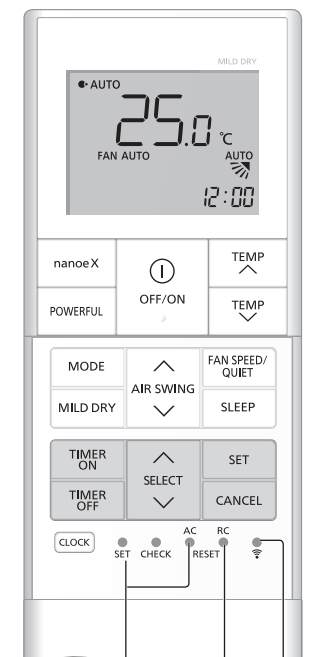 MILD DRY
AUTO
25.0 °C
FAN AUTO AUTO
12:00
nanoe X
OFF/ON
TEMP
POWERFUL
TEMP
MODE
AIR SWING
FAN SPEED/
QUIET
MILD DRY
SLEEP
TIMER
ON
SELECT
SET
TIMER
OFF
CANCEL
CLOCK
AC RC
SET CHECK RESET